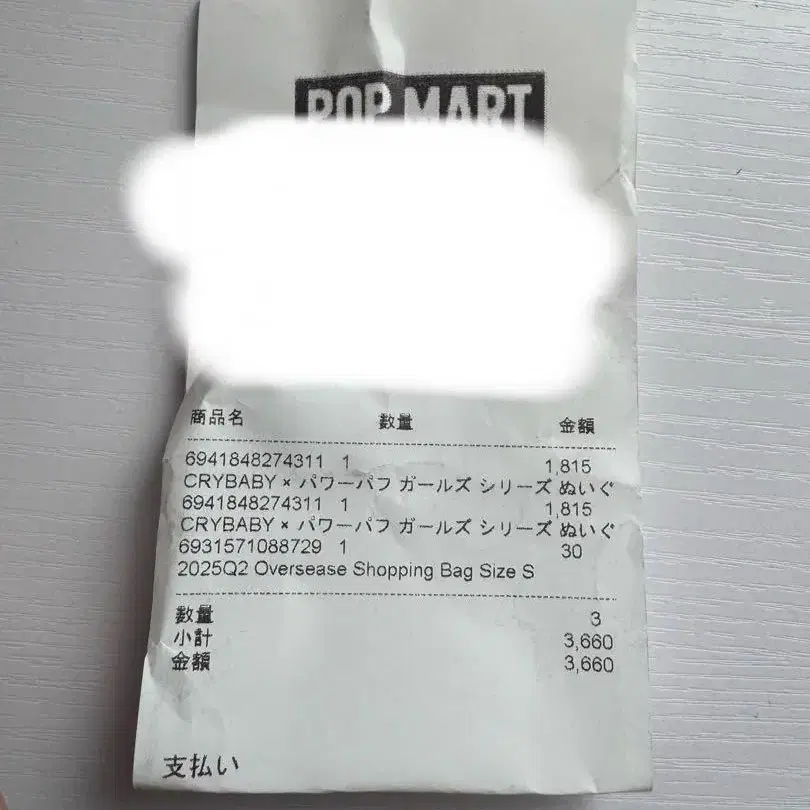 POP MART
商品名 数量 金額
6941848274311 1 1,815
CRYBABY × パワーパフ ガールズ シリーズ ぬいぐ
6941848274311 1 1,815
CRYBABY × パワーパフ ガールズ シリーズ ぬいぐ
6931571088729 1 30
2025Q2 Oversease Shopping Bag Size S
数量 3
小計 3,660
金額 3,660
支払い